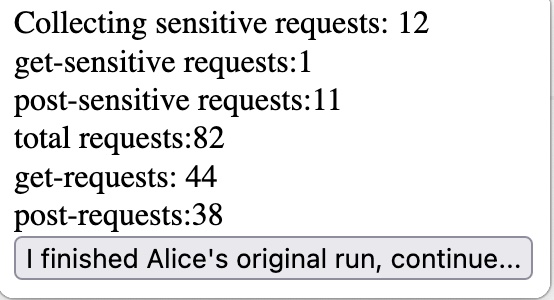 Collecting sensitive requests: 12
get-sensitive requests:1
post-sensitive requests:11
total requests:82
get-requests: 44
post-requests:38
I finished Alice's original run, continue...